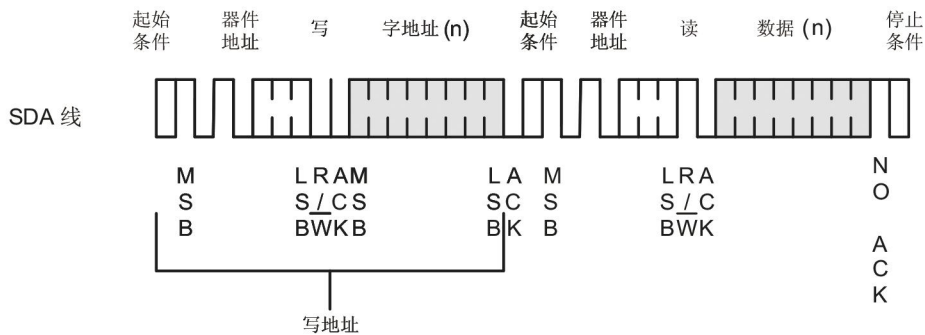 起始 器件 写 字地址(n) 起始 器件 读 数据(n) 停止
条件 地址 条件 地址 条件
SDA 线
M L R A M L A M L R A N
S S / C S S C S S / C O
B B W K B B K B B W K
A
C
K
写地址